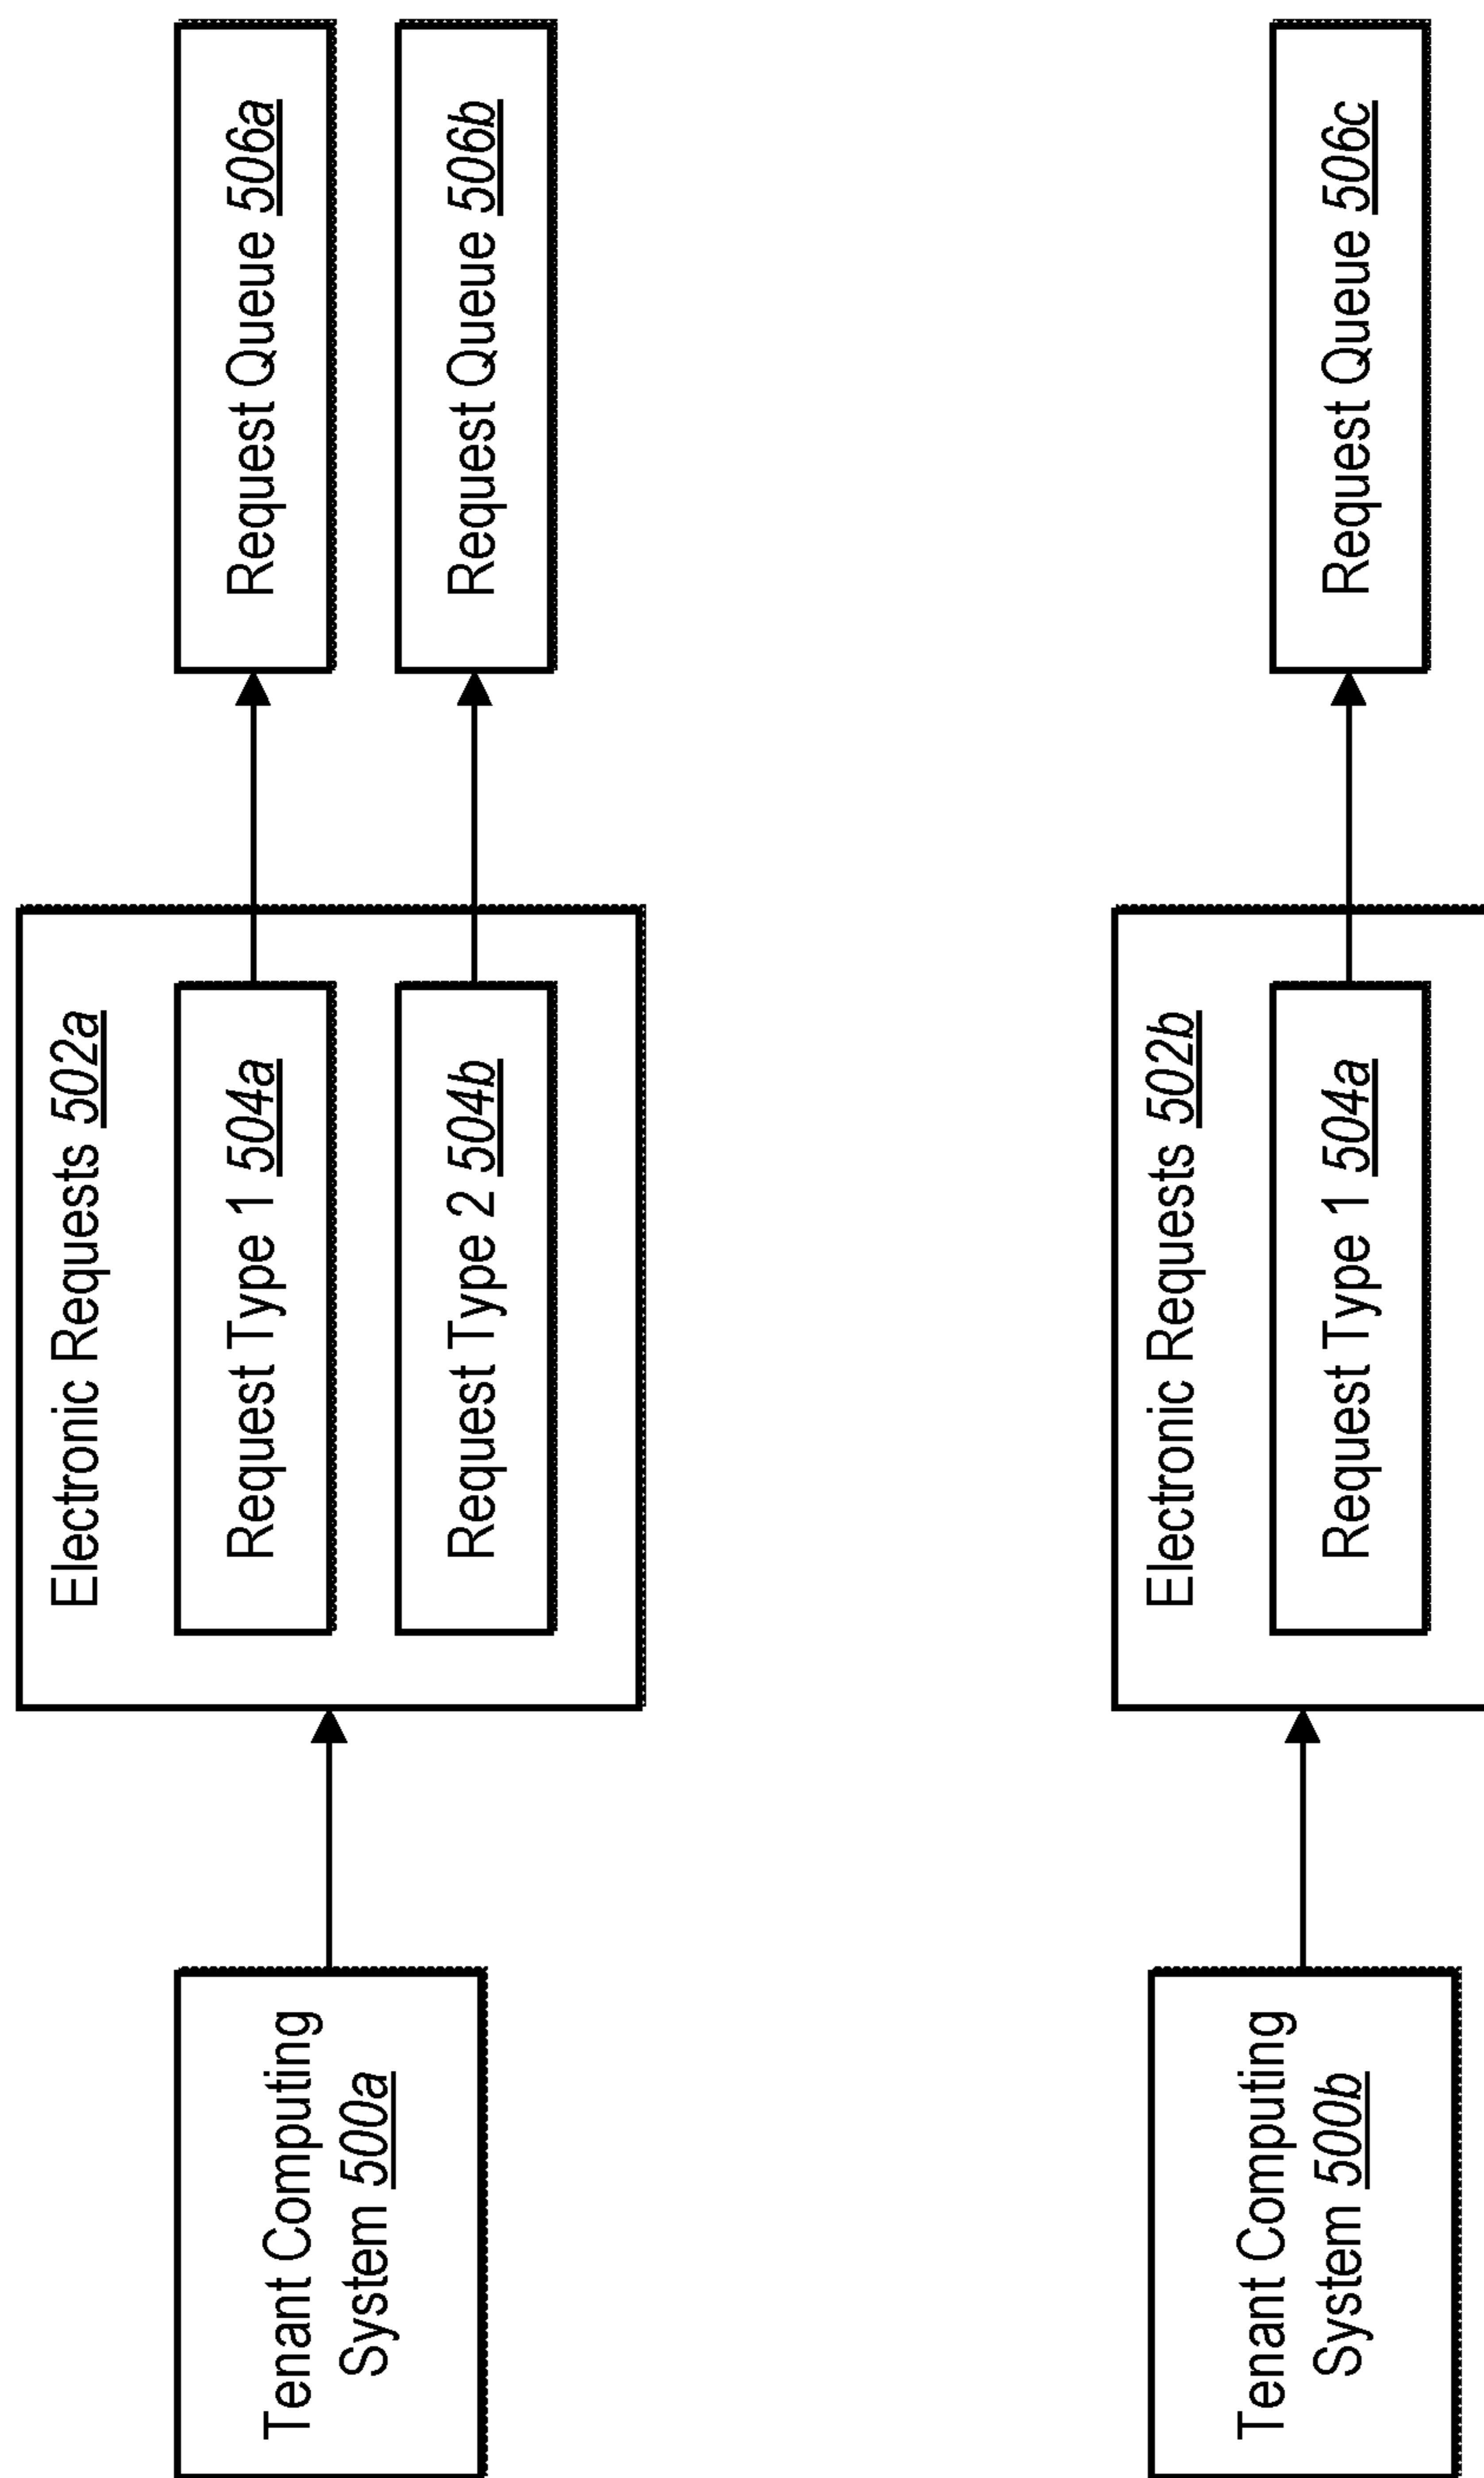 Tenant Computing
System 500a
Electronic Requests 502a
Request Type 1 504a
Request Type 2 504b
Request Queue 506a
Request Queue 506b
Tenant Computing
System 500b
Electronic Requests 502b
Request Type 1 504a
Request Queue 506c